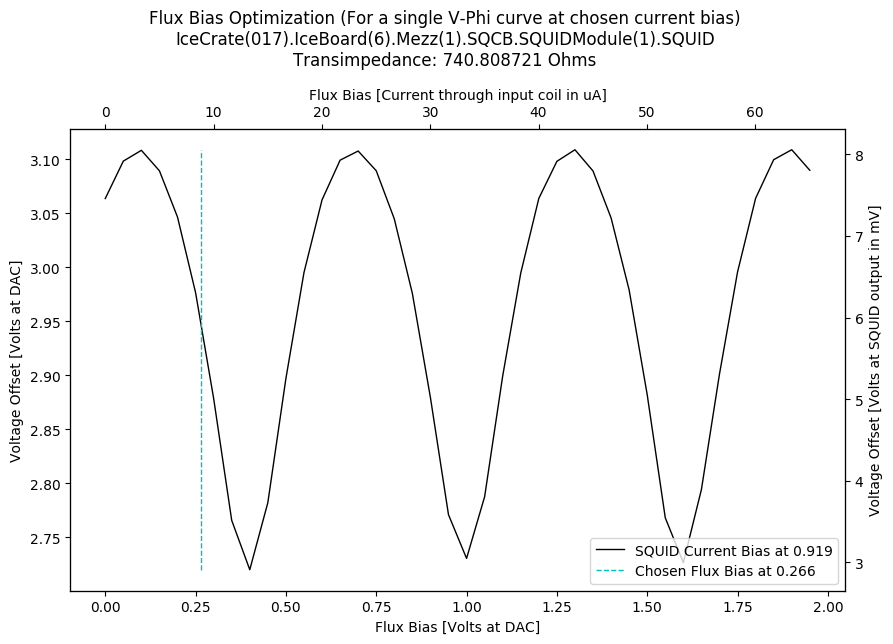 Flux Bias Optimization (For a single V-Phi curve at chosen current bias)
IceCrate(017).IceBoard(6).Mezz(1).SQCB.SQUIDModule(1).SQUID
Transimpedance: 740.808721 Ohms
Flux Bias [Current through input coil in uA]
0 10 20 30 40 50 60
Voltage Offset [Volts at DAC]
3.10
3.05
3.00
2.95
2.90
2.85
2.80
2.75
8
7
6
5
4
3
Voltage Offset [Volts at SQUID output in mV]
SQUID Current Bias at 0.919
Chosen Flux Bias at 0.266
0.00 0.25 0.50 0.75 1.00 1.25 1.50 1.75 2.00
Flux Bias [Volts at DAC]